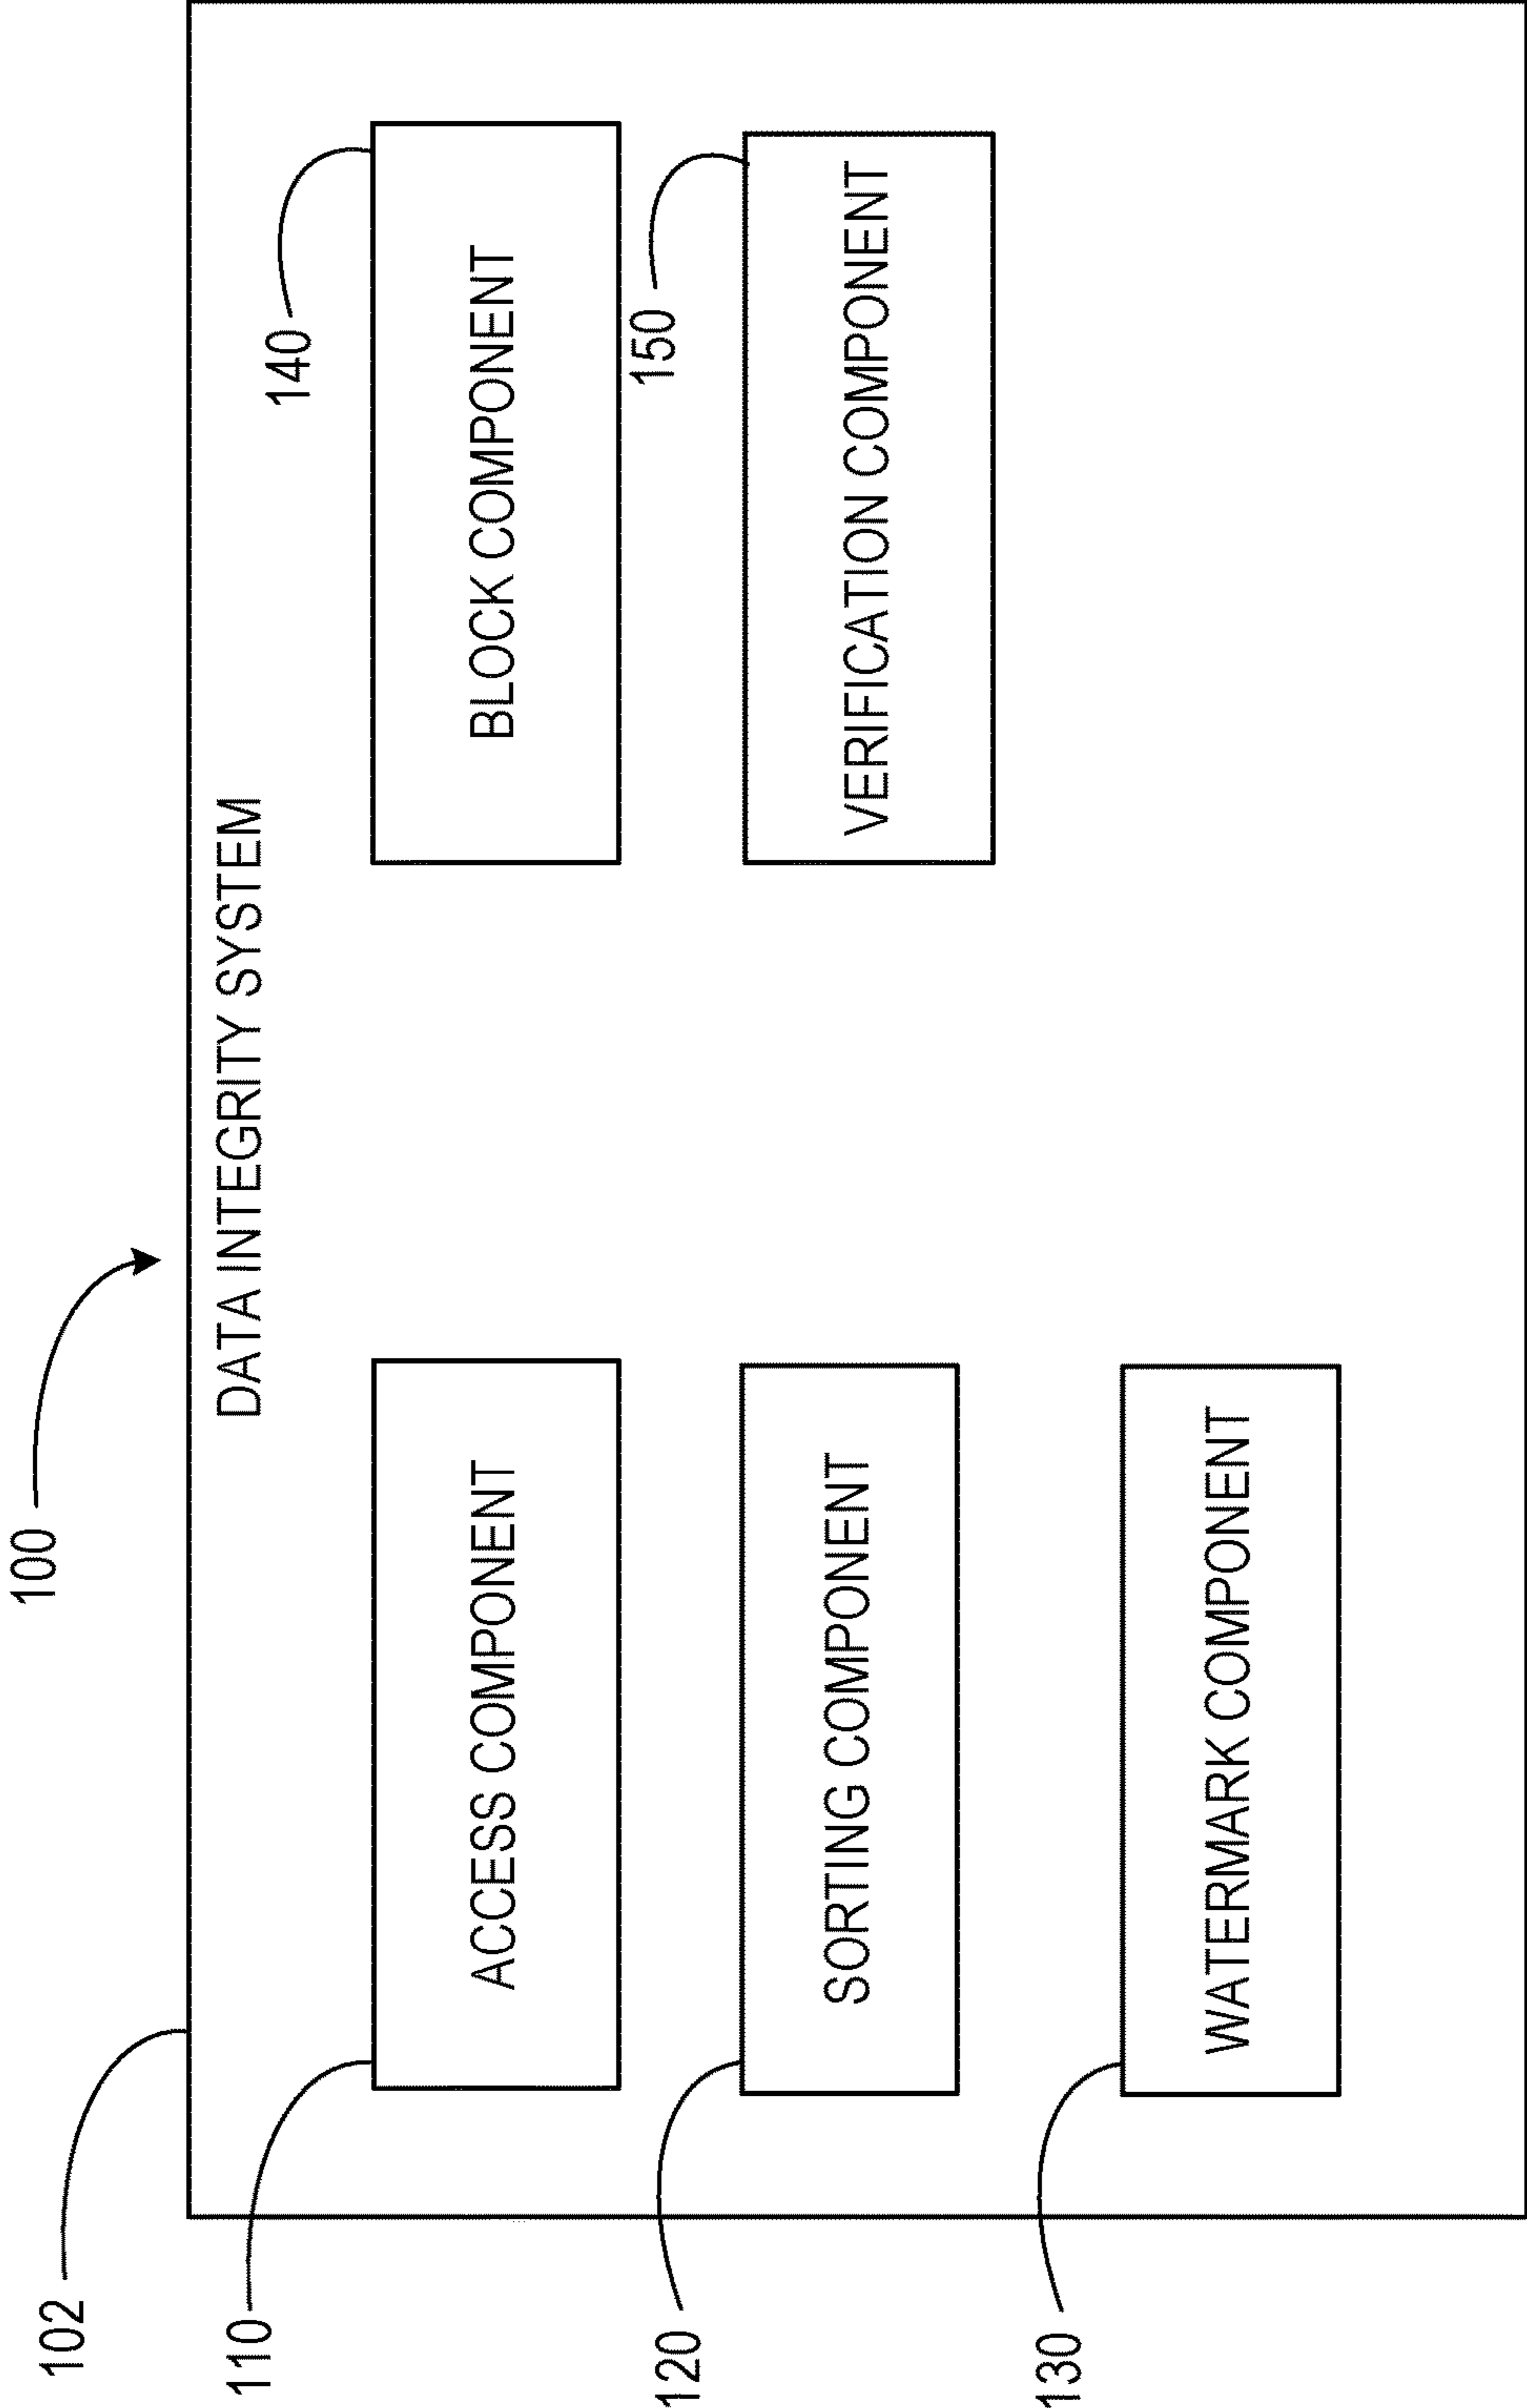 100
102
DATA INTEGRITY SYSTEM
110
ACCESS COMPONENT
140
BLOCK COMPONENT
120
SORTING COMPONENT
150
VERIFICATION COMPONENT
130
WATERMARK COMPONENT